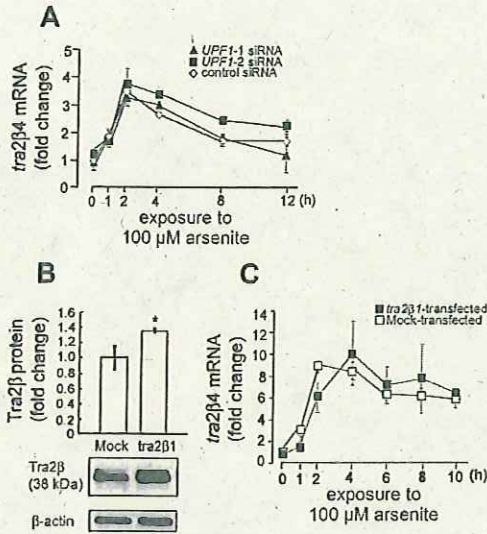 A
UPF1-1 siRNA
UPF1-2 siRNA
control siRNA
tra2β4 mRNA
(fold change)
5
4
3
2
1
0
0 1 2 4 8 12 (h)
exposure to
100 µM arsenite
B
*
Tra2β protein
(fold change)
1.6
1.4
1.2
1.0
0.8
0.6
0.4
0.2
0
Mock tra2β1
Tra2β
(38 kDa)
β-actin
C
tra2β1-transfected
Mock-transfected
tra2β4 mRNA
(fold change)
14
12
10
8
6
4
2
0
0 1 2 4 6 8 10 (h)
exposure to
100 µM arsenite